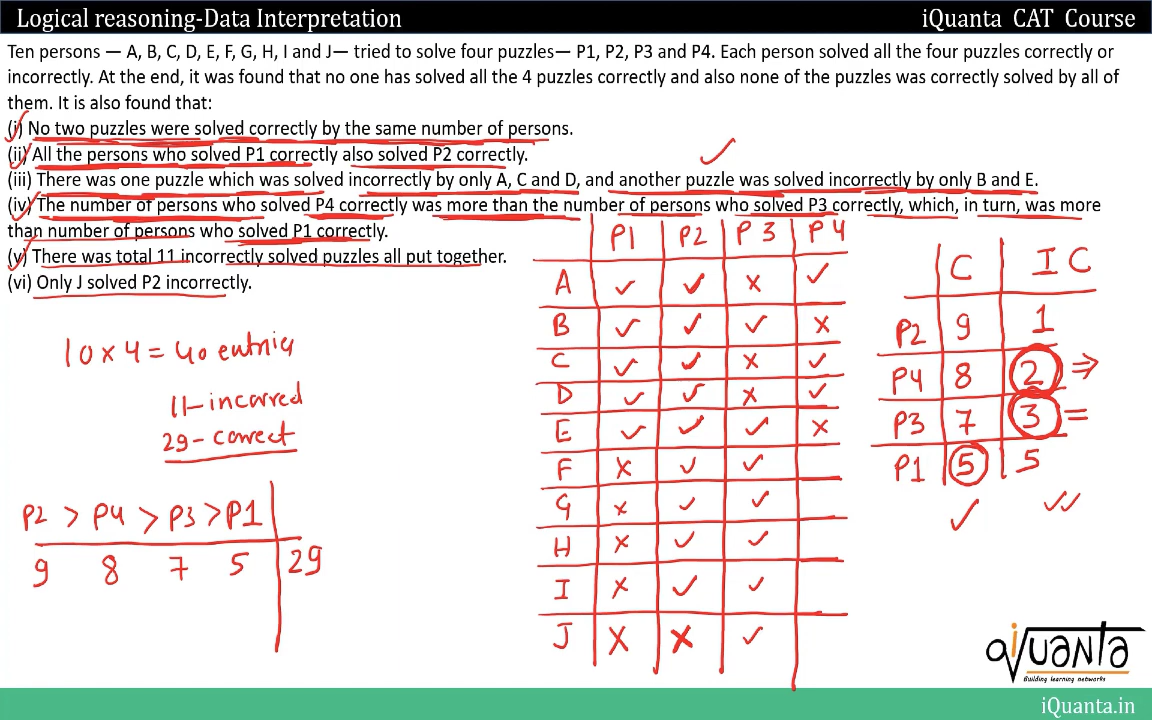 Logical reasoning-Data Interpretation
iQuanta CAT Course
Ten persons — A, B, C, D, E, F, G, H, I and J— tried to solve four puzzles— P1, P2, P3 and P4. Each person solved all the four puzzles correctly or
incorrectly. At the end, it was found that no one has solved all the 4 puzzles correctly and also none of the puzzles was correctly solved by all of
them. It is also found that:
(i) No two puzzles were solved correctly by the same number of persons.
(ii) All the persons who solved P1 correctly also solved P2 correctly.
(iii) There was one puzzle which was solved incorrectly by only A, C and D, and another puzzle was solved incorrectly by only B and E.
(iv) The number of persons who solved P4 correctly was more than the number of persons who solved P3 correctly, which, in turn, was more
than number of persons who solved P1 correctly.
(v) There was total 11 incorrectly solved puzzles all put together.
(vi) Only J solved P2 incorrectly.
10 × 4 = 40 entries
11 - incorrect
29 - correct
P2 > P4 > P3 > P1
9 8 7 5 29
P1 P2 P3 P4
A ✓ ✓ × ✓
B ✓ ✓ ✓ ×
C ✓ ✓ × ✓
D ✓ ✓ × ✓
E ✓ ✓ ✓ ×
F × ✓ ✓
G × ✓ ✓
H × ✓ ✓
I × ✓ ✓
J × × ✓
C IC
P2 9 1
P4 8 2 ⇒
P3 7 3 =
P1 5 5
QiUANTA
Building learning networks
iQuanta.in